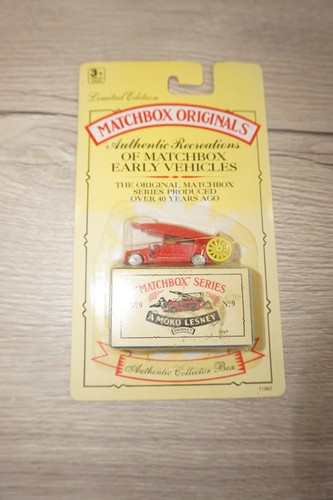 3+
Limited Edition
MATCHBOX ORIGINALS
Authentic Recreations
OF MATCHBOX
EARLY VEHICLES
THE ORIGINAL MATCHBOX
SERIES PRODUCED
OVER 40 YEARS AGO
"MATCHBOX" SERIES
No9 No9
A MOKO LESNEY
Authentic Collector Box